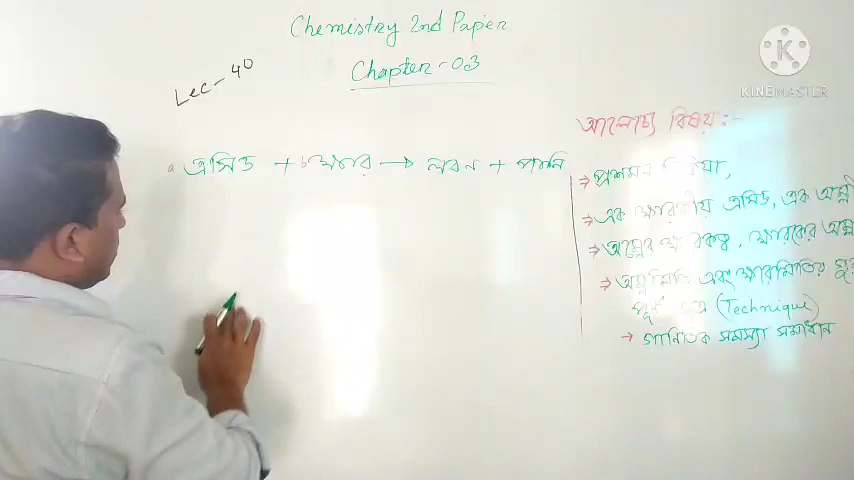 Chemistry 2nd Paper
Chapter - 03
Lec - 40
KINEMASTER
a এসিড + b ক্ষার → লবণ + পানি
আলোচ্য বিষয় :-
⇒ প্রশমন
⇒ এক ক্ষারকীয় এসিড, এক অম্লী
⇒ অম্লের ক্ষারকত্ব, ক্ষারকের অম্ল
⇒ অম্লমিতি এবং ক্ষারমিতির
(Technique)
→ গানিতিক সমস্যা সমাধান